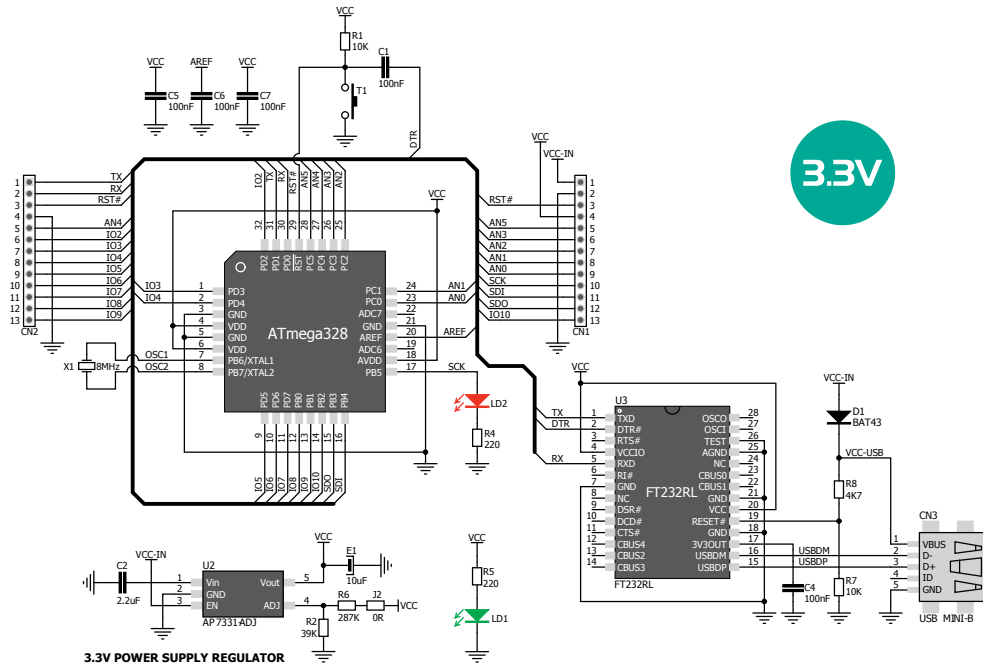 VCC
R1
10K
C1
100nF
T1
DTR
VCC
C5
100nF
AREF
C6
100nF
VCC
C7
100nF
3.3V
1 TX
2 RX
3 RST#
4
5 AN4
6 IO2
7 IO3
8 IO4
9 IO5
10 IO6
11 IO7
12 IO8
13 IO9
CN2
IO2 TX RX RST# AN5 AN4 AN3 AN2
32 31 30 29 28 27 26 25
PD2 PD1 PD0 RST PC5 PC4 PC3 PC2
VCC
ATmega328
IO3 1 PD3
IO4 2 PD4
3 GND
4 VDD
5 GND
6 VDD
OSC1 7 PB6/XTAL1
OSC2 8 PB7/XTAL2
X1 8MHz
PC1 24 AN1
PC0 23 AN0
ADC7 22
GND 21
AREF 20 AREF
ADC6 19
AVDD 18
PB5 17 SCK
PD5 PD6 PD7 PB0 PB1 PB2 PB3 PB4
9 10 11 12 13 14 15 16
IO5 IO6 IO7 IO8 IO9 IO10 SDO SDI
LD2
R4
220
VCC
VCC-IN
1
2
RST# 3
4
AN5 5
AN3 6
AN2 7
AN1 8
AN0 9
SCK 10
SDI 11
SDO 12
IO10 13
CN1
VCC
U3
FT232RL
TX 1 TXD
DTR 2 DTR#
3 RTS#
4 VCCIO
RX 5 RXD
6 RI#
7 GND
8 NC
9 DSR#
10 DCD#
11 CTS#
12 CBUS4
13 CBUS2
14 CBUS3
OSCO 28
OSCI 27
TEST 26
AGND 25
NC 24
CBUS0 23
CBUS1 22
GND 21
VCC 20
RESET# 19
GND 18
3V3OUT 17
USBDM 16 USBDM
USBDP 15 USBDP
FT232RL
VCC-IN
D1
BAT43
VCC-USB
R8
4K7
R7
10K
C4
100nF
CN3
1 VBUS
2 D-
3 D+
4 ID
5 GND
USB MINI-B
VCC-IN
C2
2.2uF
U2
1 Vin
2 GND
3 EN
Vout 5
ADJ 4
AP7331-ADJ
VCC
E1
10uF
R6
287K
J2
0R
VCC
R2
39K
VCC
R5
220
LD1
3.3V POWER SUPPLY REGULATOR